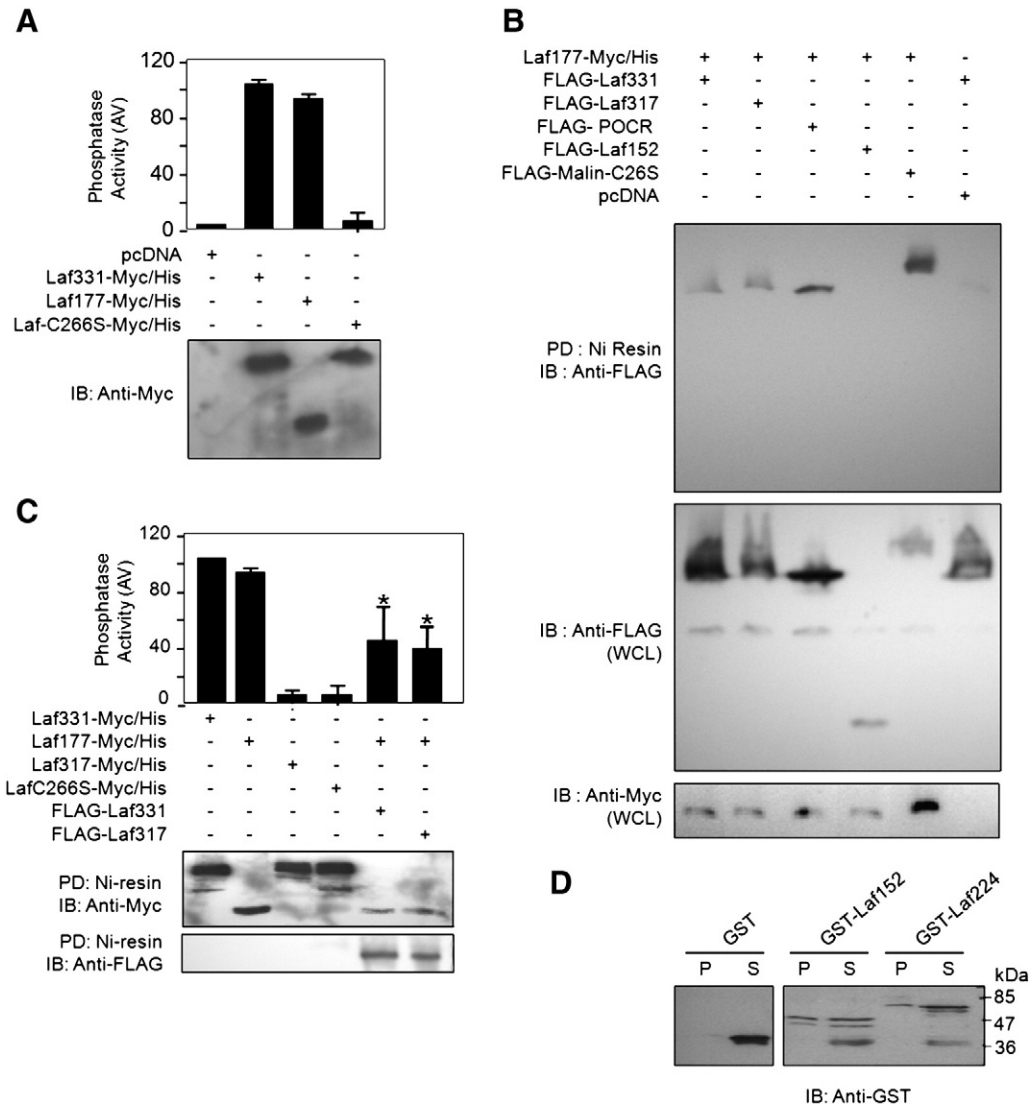 A
120
80
40
0
Phosphatase
Activity (AV)
pcDNA + - - -
Laf331-Myc/His - + - -
Laf177-Myc/His - - + -
Laf-C266S-Myc/His - - - +
IB: Anti-Myc
B
Laf177-Myc/His + + + + + -
FLAG-Laf331 + - - - - +
FLAG-Laf317 - + - - - -
FLAG- POCR - - + - - -
FLAG-Laf152 - - - + - -
FLAG-Malin-C26S - - - - + -
pcDNA - - - - - +
PD : Ni Resin
IB : Anti-FLAG
IB : Anti-FLAG
(WCL)
IB : Anti-Myc
(WCL)
C
120
80
40
0
Phosphatase
Activity (AV)
* *
Laf331-Myc/His + - - - - -
Laf177-Myc/His - + - - + +
Laf317-Myc/His - - + - - -
LafC266S-Myc/His - - - + - -
FLAG-Laf331 - - - - + -
FLAG-Laf317 - - - - - +
PD: Ni-resin
IB: Anti-Myc
PD: Ni-resin
IB: Anti-FLAG
D
GST GST-Laf152 GST-Laf224
P S P S P S kDa
85
47
36
IB: Anti-GST